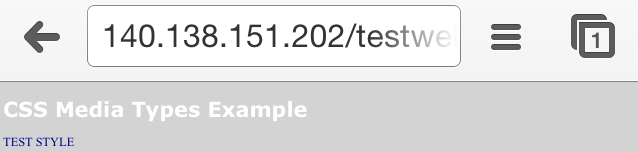 140.138.151.202/testwe
1
CSS Media Types Example
TEST STYLE